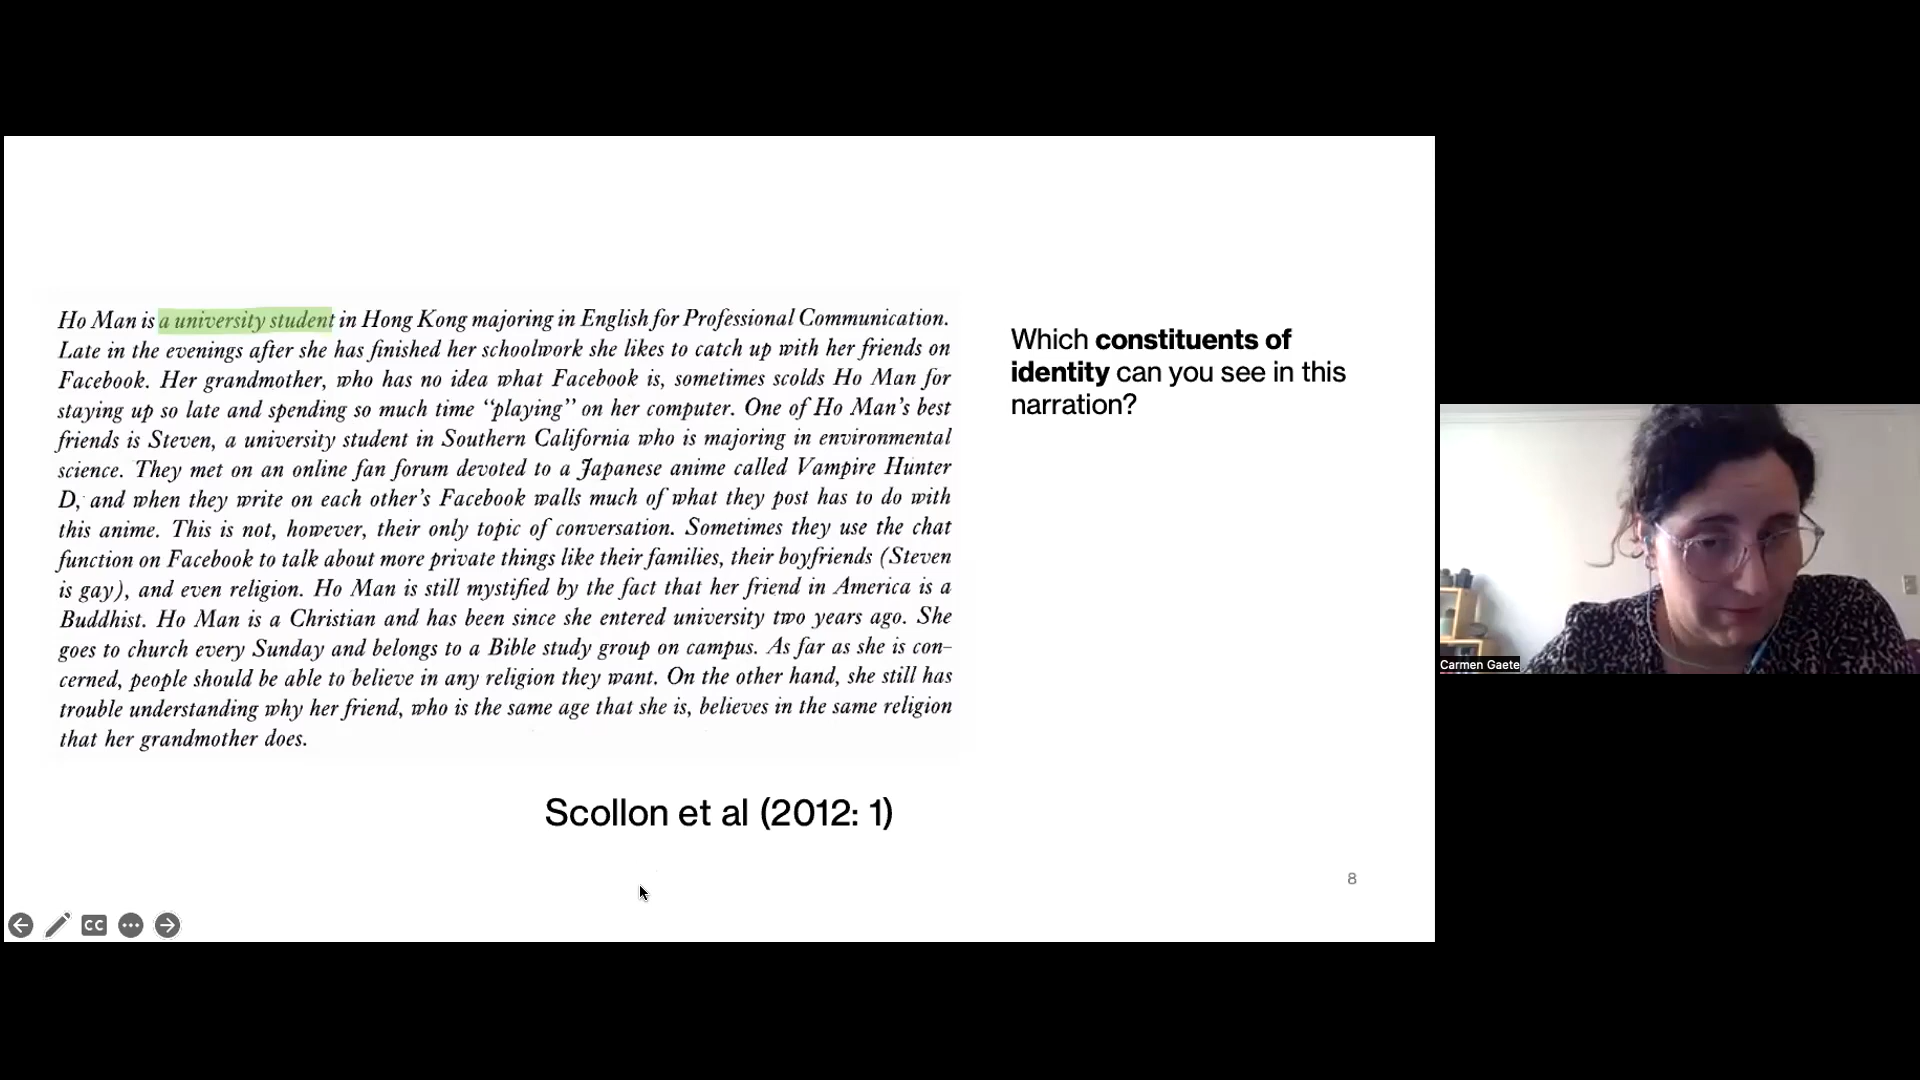 Ho Man is a university student in Hong Kong majoring in English for Professional Communication.
Late in the evenings after she has finished her schoolwork she likes to catch up with her friends on
Facebook. Her grandmother, who has no idea what Facebook is, sometimes scolds Ho Man for
staying up so late and spending so much time “playing” on her computer. One of Ho Man’s best
friends is Steven, a university student in Southern California who is majoring in environmental
science. They met on an online fan forum devoted to a Japanese anime called Vampire Hunter
D, and when they write on each other’s Facebook walls much of what they post has to do with
this anime. This is not, however, their only topic of conversation. Sometimes they use the chat
function on Facebook to talk about more private things like their families, their boyfriends (Steven
is gay), and even religion. Ho Man is still mystified by the fact that her friend in America is a
Buddhist. Ho Man is a Christian and has been since she entered university two years ago. She
goes to church every Sunday and belongs to a Bible study group on campus. As far as she is con-
cerned, people should be able to believe in any religion they want. On the other hand, she still has
trouble understanding why her friend, who is the same age that she is, believes in the same religion
that her grandmother does.
Which constituents of
identity can you see in this
narration?
Scollon et al (2012: 1)
8
CC
Carmen Gaete